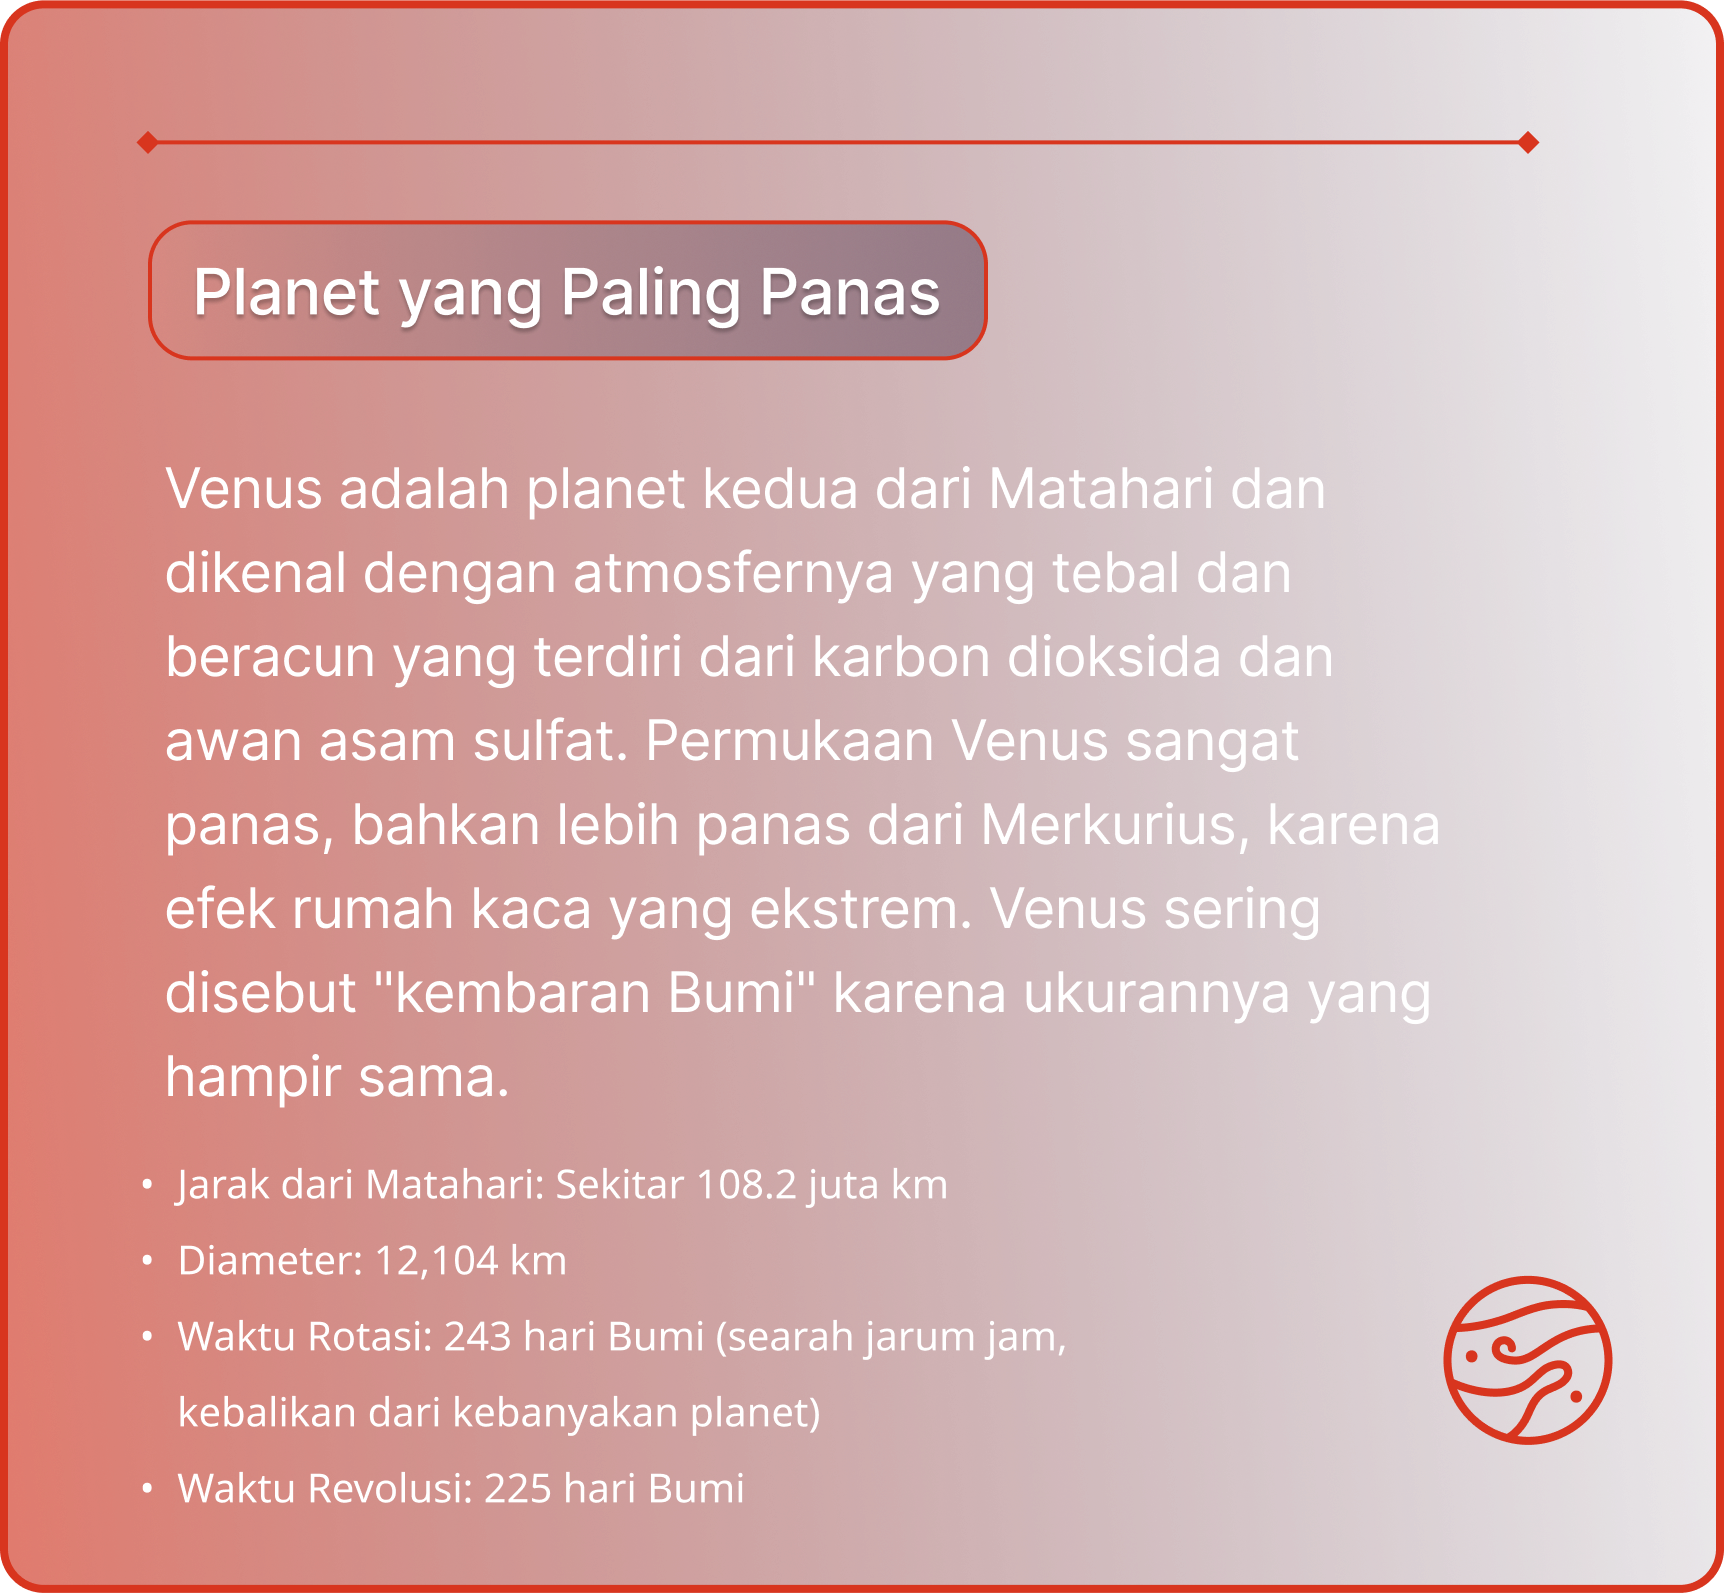 Planet yang Paling Panas
Venus adalah planet kedua dari Matahari dan
dikenal dengan atmosfernya yang tebal dan
beracun yang terdiri dari karbon dioksida dan
awan asam sulfat. Permukaan Venus sangat
panas, bahkan lebih panas dari Merkurius, karena
efek rumah kaca yang ekstrem. Venus sering
disebut "kembaran Bumi" karena ukurannya yang
hampir sama.
• Jarak dari Matahari: Sekitar 108.2 juta km
• Diameter: 12,104 km
• Waktu Rotasi: 243 hari Bumi (searah jarum jam,
kebalikan dari kebanyakan planet)
• Waktu Revolusi: 225 hari Bumi